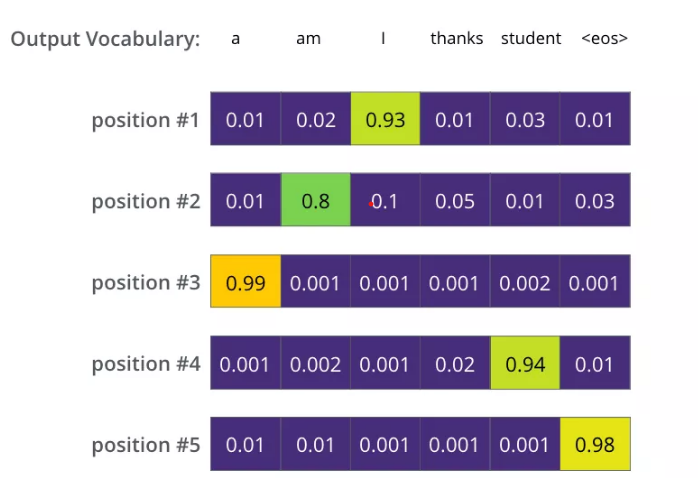 Output Vocabulary: a am I thanks student <eos>
position #1 0.01 0.02 0.93 0.01 0.03 0.01
position #2 0.01 0.8 0.1 0.05 0.01 0.03
position #3 0.99 0.001 0.001 0.001 0.002 0.001
position #4 0.001 0.002 0.001 0.02 0.94 0.01
position #5 0.01 0.01 0.001 0.001 0.001 0.98